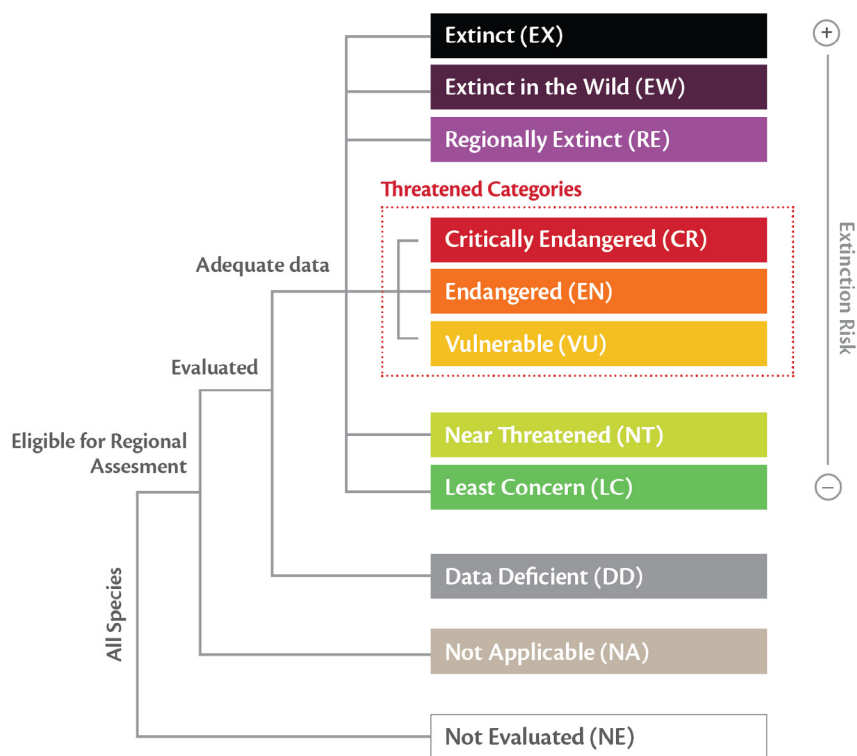 Extinct (EX)
Extinct in the Wild (EW)
Regionally Extinct (RE)
Threatened Categories
Critically Endangered (CR)
Endangered (EN)
Vulnerable (VU)
Near Threatened (NT)
Least Concern (LC)
Data Deficient (DD)
Not Applicable (NA)
Not Evaluated (NE)
Adequate data
Evaluated
Eligible for Regional
Assesment
All Species
+
Extinction Risk
−